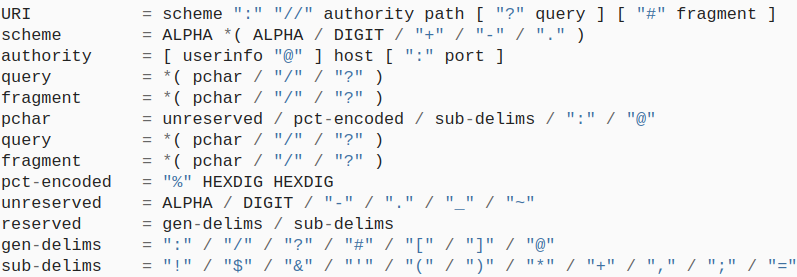 URI = scheme ":" "//" authority path [ "?" query ] [ "#" fragment ]
scheme = ALPHA *( ALPHA / DIGIT / "+" / "-" / "." )
authority = [ userinfo "@" ] host [ ":" port ]
query = *( pchar / "/" / "?" )
fragment = *( pchar / "/" / "?" )
pchar = unreserved / pct-encoded / sub-delims / ":" / "@"
query = *( pchar / "/" / "?" )
fragment = *( pchar / "/" / "?" )
pct-encoded = "%" HEXDIG HEXDIG
unreserved = ALPHA / DIGIT / "-" / "." / "_" / "~"
reserved = gen-delims / sub-delims
gen-delims = ":" / "/" / "?" / "#" / "[" / "]" / "@"
sub-delims = "!" / "$" / "&" / "'" / "(" / ")" / "*" / "+" / "," / ";" / "="